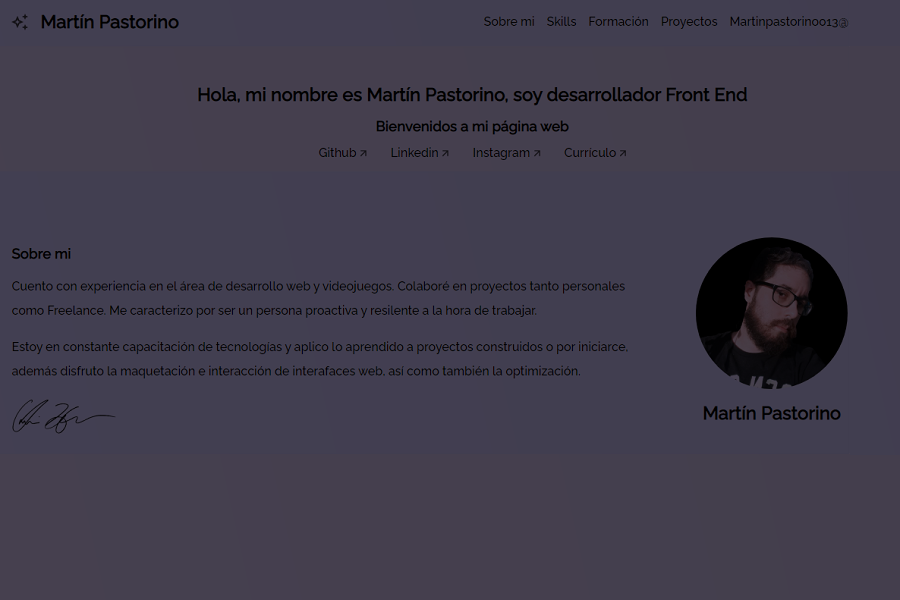 Martín Pastorino
Sobre mi Skills Formación Proyectos Martinpastorino013@
Hola, mi nombre es Martín Pastorino, soy desarrollador Front End
Bienvenidos a mi página web
Github Linkedin Instagram Currículo
Sobre mi
Cuento con experiencia en el área de desarrollo web y videojuegos. Colaboré en proyectos tanto personales
como Freelance. Me caracterizo por ser un persona proactiva y resilente a la hora de trabajar.
Estoy en constante capacitación de tecnologías y aplico lo aprendido a proyectos construidos o por iniciarce,
además disfruto la maquetación e interacción de interafaces web, así como también la optimización.
Martín Pastorino